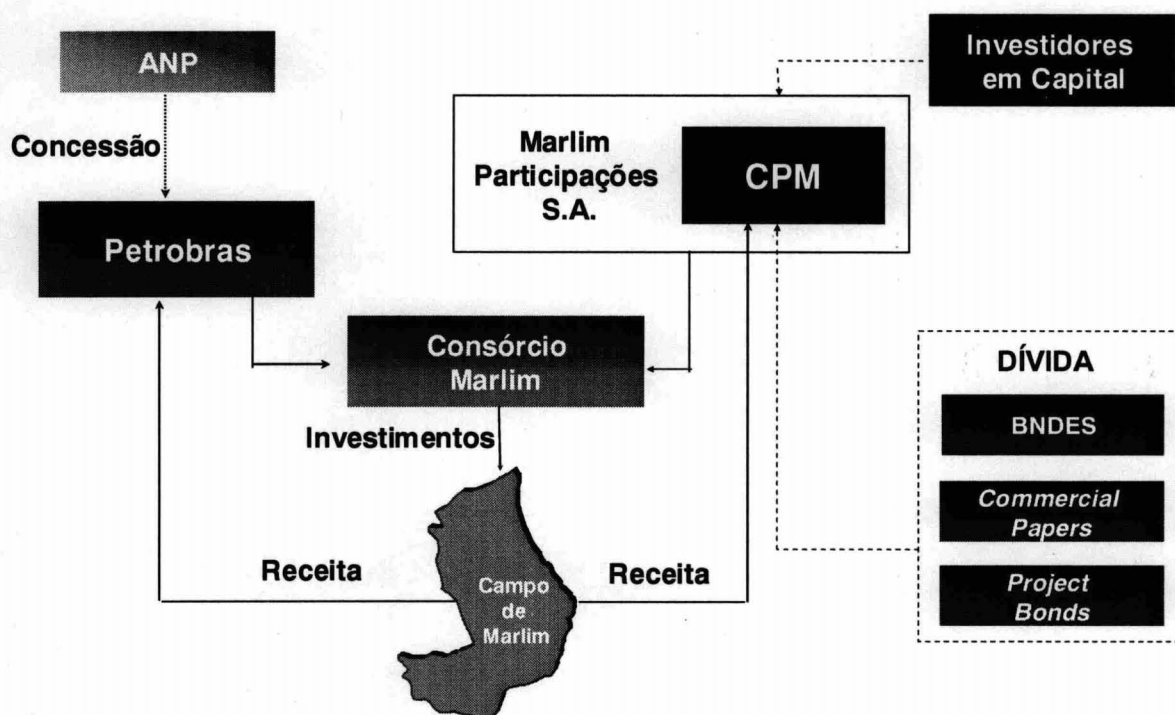 ANP
Investidores
em Capital
Concessão
Marlim
Participações
S.A.
CPM
Petrobras
Consórcio
Marlim
DÍVIDA
BNDES
Investimentos
Commercial
Papers
Receita
Receita
Campo
de
Marlim
Project
Bonds